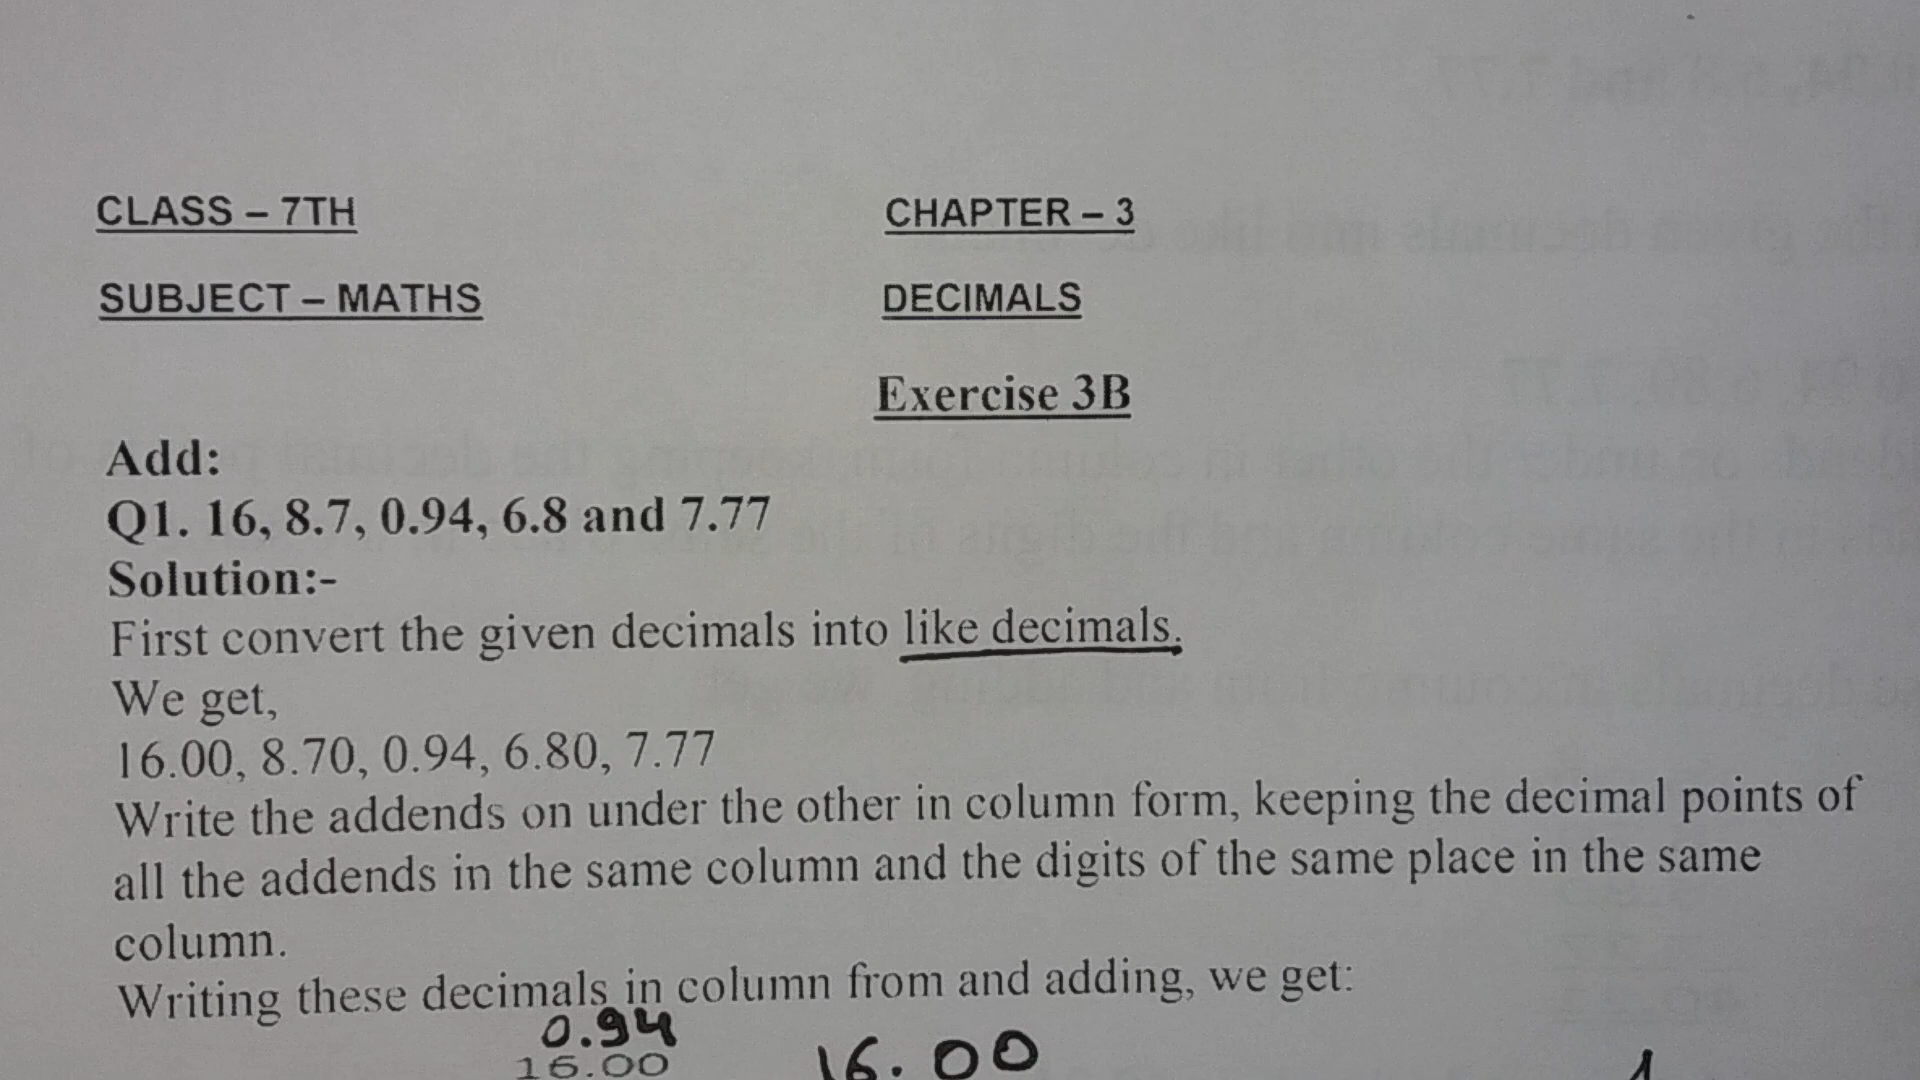 CLASS – 7TH CHAPTER – 3
SUBJECT – MATHS DECIMALS
Exercise 3B
Add:
Q1. 16, 8.7, 0.94, 6.8 and 7.77
Solution:-
First convert the given decimals into like decimals.
We get,
16.00, 8.70, 0.94, 6.80, 7.77
Write the addends on under the other in column form, keeping the decimal points of
all the addends in the same column and the digits of the same place in the same
column.
Writing these decimals in column from and adding, we get:
0.94
16.00 16.00